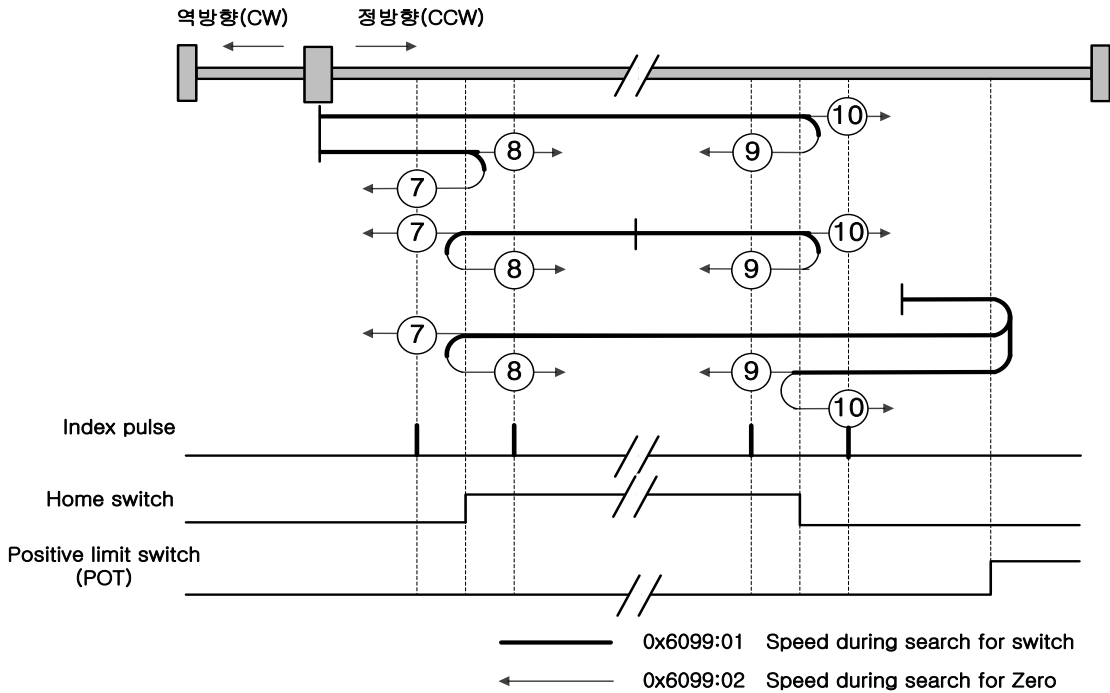 역방향(CW) 정방향(CCW)
10
8 9
7
7 10
8 9
7
8 9
10
Index pulse
Home switch
Positive limit switch
(POT)
0x6099:01 Speed during search for switch
0x6099:02 Speed during search for Zero